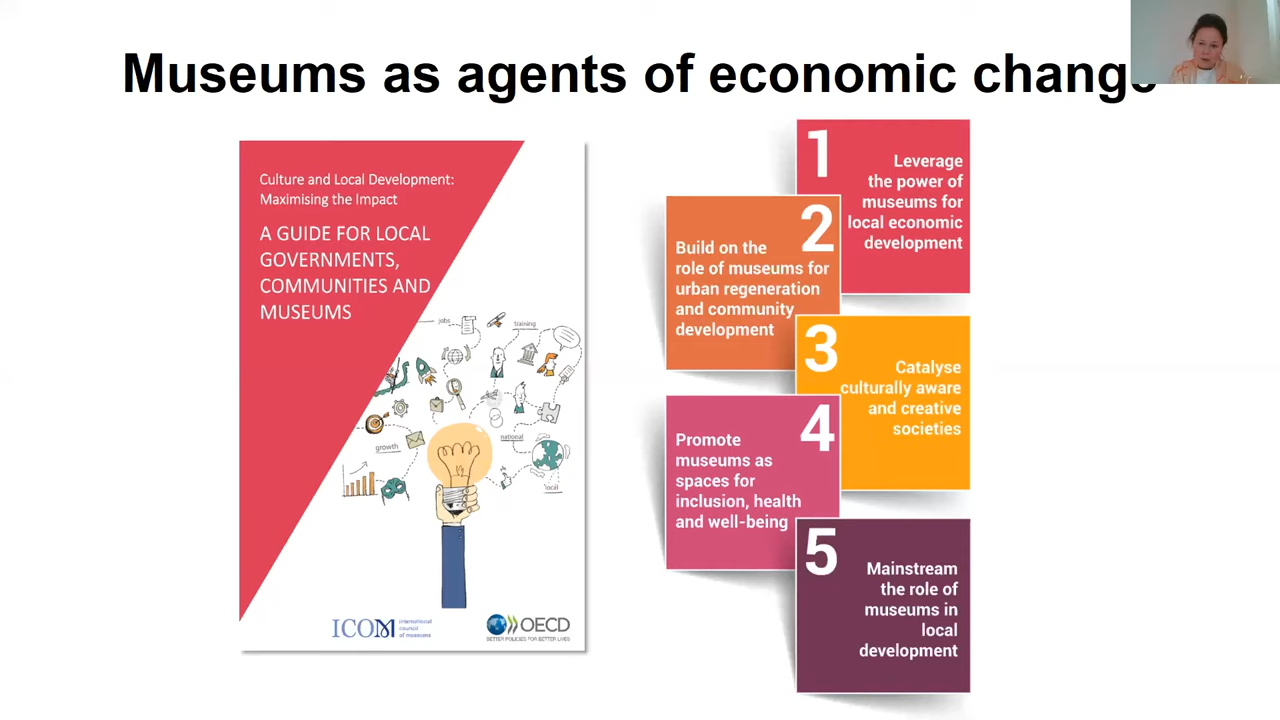 Museums as agents of economic change
Culture and Local Development:
Maximising the Impact
A GUIDE FOR LOCAL
GOVERNMENTS,
COMMUNITIES AND
MUSEUMS
jobs
training
growth
national
local
ICOM international
council
of museums
OECD
BETTER POLICIES FOR BETTER LIVES
1
Leverage
the power of
museums for
local economic
development
2
Build on the
role of museums for
urban regeneration
and community
development
3
Catalyse
culturally aware
and creative
societies
4
Promote
museums as
spaces for
inclusion, health
and well-being
5
Mainstream
the role of
museums in
local
development